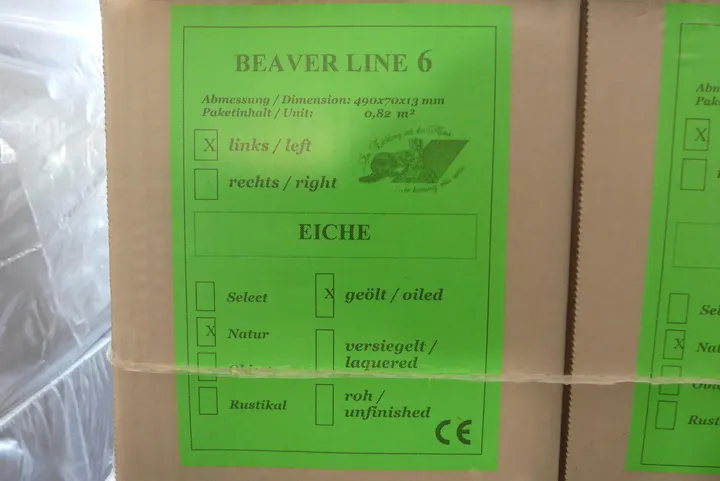 BEAVER LINE 6
Abmessung / Dimension: 490x70x13 mm
Paketinhalt / Unit: 0,82 m²
X links / left
rechts / right
EICHE
Select
X Natur
Rustikal
X geölt / oiled
versiegelt /
laquered
roh /
unfinished
CE
X
X